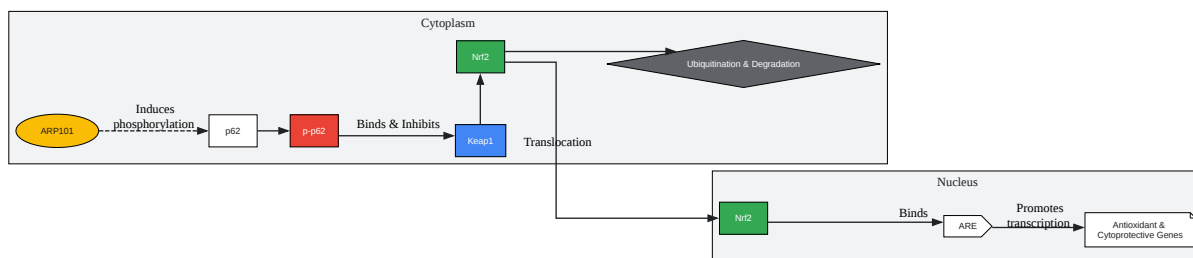 Cytoplasm
Nrf2
Ubiquitination & Degradation
Induces
phosphorylation
ARP101
p62
p-p62
Binds & Inhibits
Keap1
Translocation
Nucleus
Nrf2
Binds
ARE
Promotes
transcription
Antioxidant &
Cytoprotective Genes